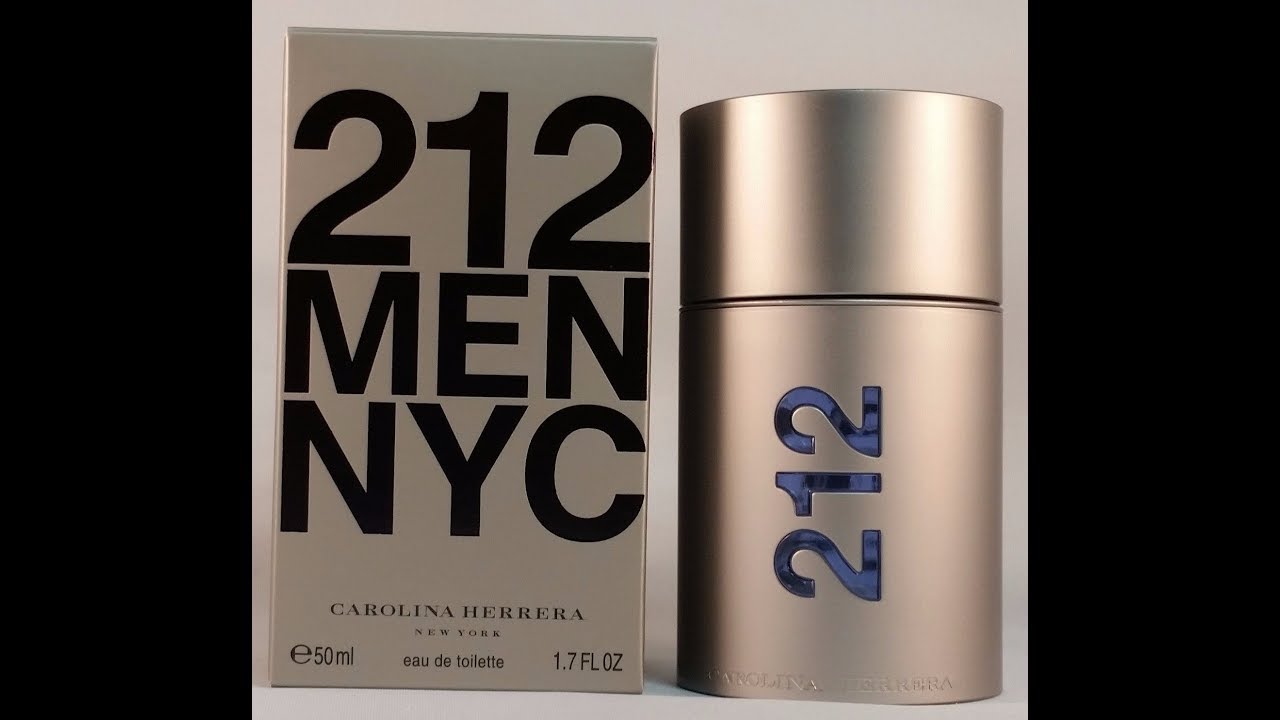 212
MEN
NYC
CAROLINA HERRERA
NEW YORK
℮50ml eau de toilette 1.7 FL OZ
212
CAROLINA HERRERA